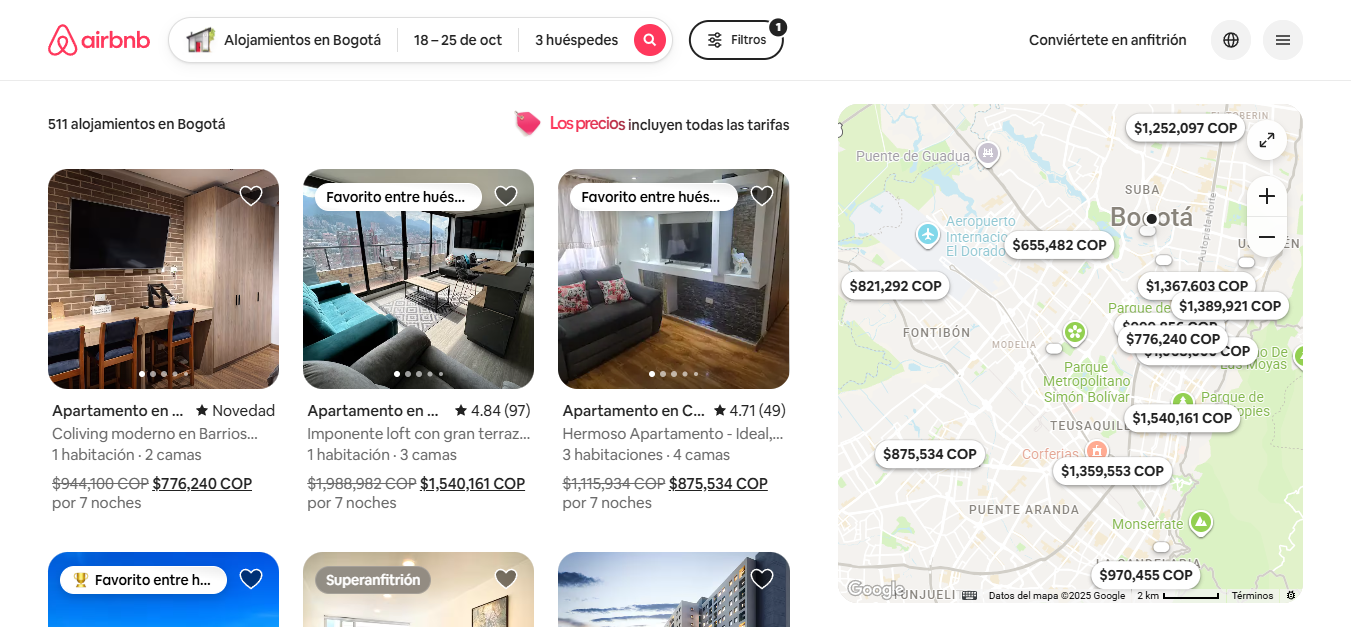 airbnb
Alojamientos en Bogotá
18 – 25 de oct
3 huéspedes
Filtros
1
Conviértete en anfitrión
511 alojamientos en Bogotá
Los precios incluyen todas las tarifas
Favorito entre hués...
Favorito entre hués...
Apartamento en ...
Novedad
Coliving moderno en Barrios...
1 habitación · 2 camas
$944,100 COP $776,240 COP
por 7 noches
Apartamento en ...
4.84 (97)
Imponente loft con gran terraz...
1 habitación · 3 camas
$1,988,982 COP $1,540,161 COP
por 7 noches
Apartamento en C...
4.71 (49)
Hermoso Apartamento - Ideal,...
3 habitaciones · 4 camas
$1,115,934 COP $875,534 COP
por 7 noches
Favorito entre h...
Superanfitrión
$1,252,097 COP
Puente de Guadua
SUBA
Bogotá
Autopista Norte
Aeropuerto
Internacio
El Dorado
$655,482 COP
$821,292 COP
$1,367,603 COP
$1,389,921 COP
Parque de
FONTIBÓN
MODELIA
$776,240 COP
COP
Parque
Metropolitano
Simón Bolívar
Las Moyas
Parque de
TEUSAQUIL
$1,540,161 COP
Corferias
$875,534 COP
$1,359,553 COP
PUENTE ARANDA
Monserrate
LA CANDELARIA
$970,455 COP
Google
TUNJUELI
Datos del mapa ©2025 Google
2 km
Términos